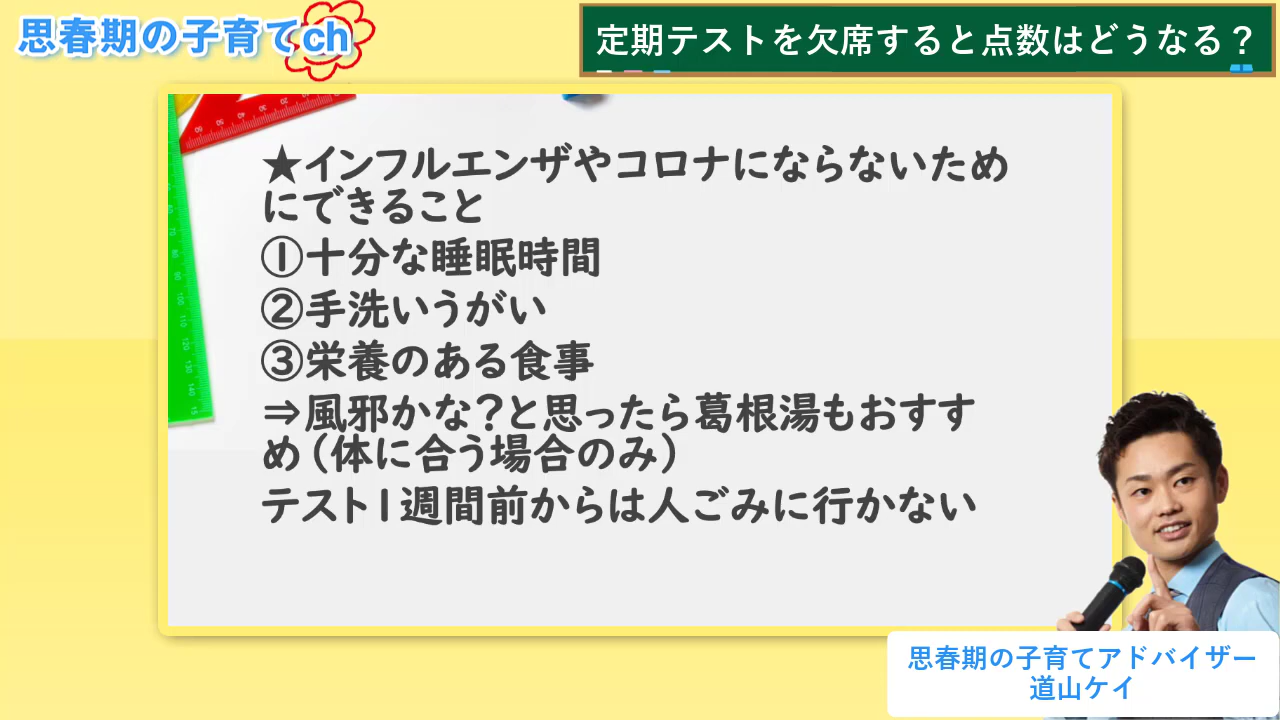 思春期の子育てch
定期テストを欠席すると点数はどうなる？
★インフルエンザやコロナにならないため
にできること
①十分な睡眠時間
②手洗いうがい
③栄養のある食事
⇒風邪かな？と思ったら葛根湯もおすす
め（体に合う場合のみ）
テスト1週間前からは人ごみに行かない
思春期の子育てアドバイザー
道山ケイ